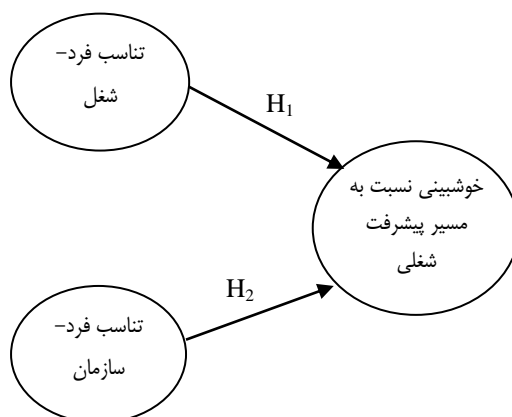 تناسب فرد–
شغل
H1
خوشبینی نسبت به
مسیر پیشرفت
شغلی
H2
تناسب فرد–
سازمان